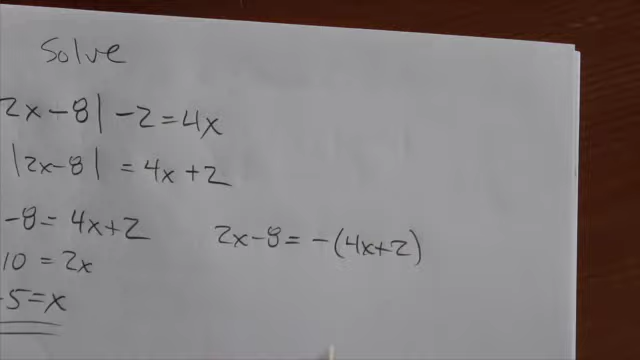 Solve
2x-8|-2=4x
|2x-8| = 4x+2
-8 = 4x+2
2x-8 = -(4x+2)
10 = 2x
-5 = x